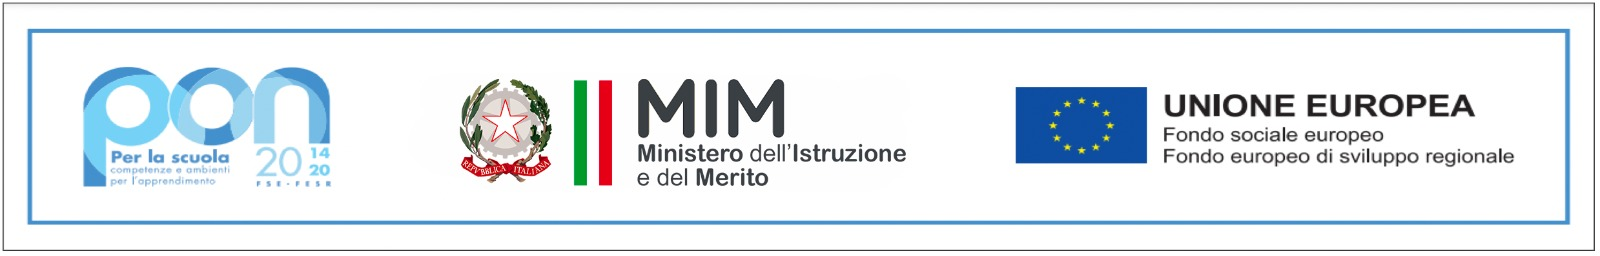 pon
Per la scuola
competenze e ambienti
per l'apprendimento
20 14
20
FSE-FESR
REPVBBLICA ITALIANA
MIM
Ministero dell'Istruzione
e del Merito
UNIONE EUROPEA
Fondo sociale europeo
Fondo europeo di sviluppo regionale